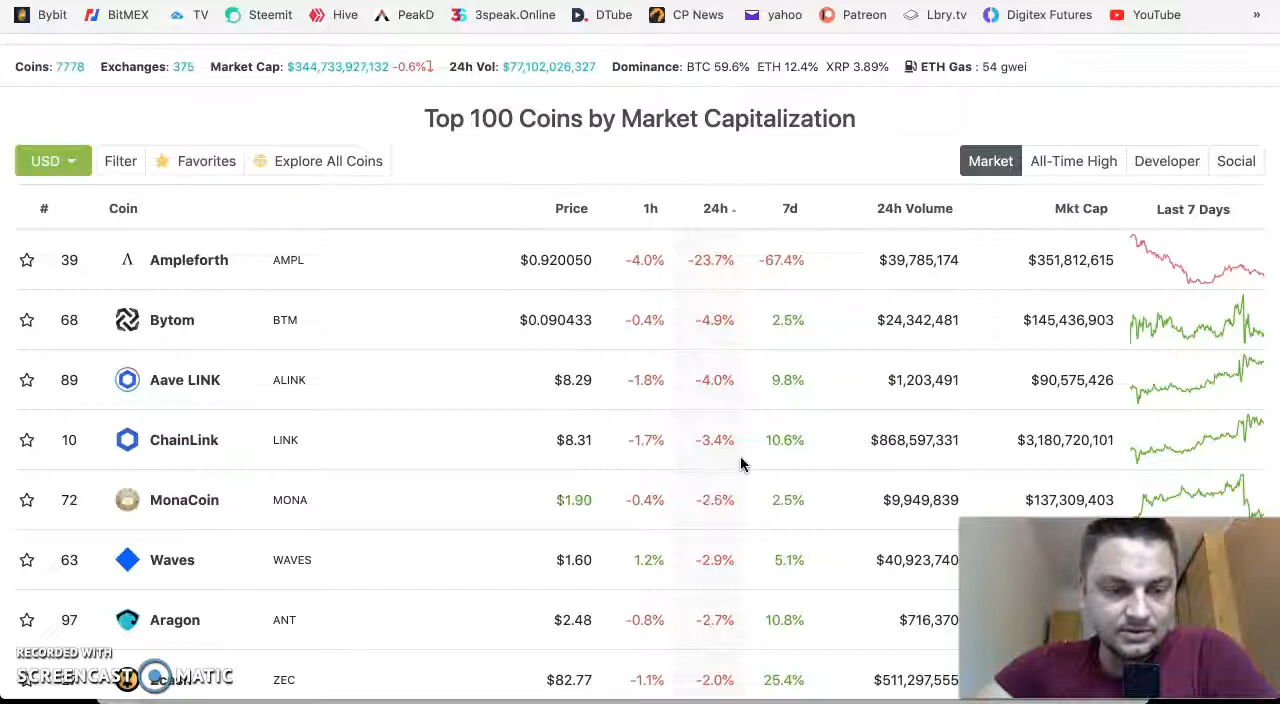 Bybit BitMEX TV Steemit Hive PeakD 3speak.Online DTube CP News yahoo Patreon Lbry.tv Digitex Futures YouTube »
Coins: 7778 Exchanges: 375 Market Cap: $344,733,927,132 -0.6% 24h Vol: $77,102,026,327 Dominance: BTC 59.6% ETH 12.4% XRP 3.89% ETH Gas : 54 gwei
Top 100 Coins by Market Capitalization
USD Filter Favorites Explore All Coins Market All-Time High Developer Social
# Coin Price 1h 24h 7d 24h Volume Mkt Cap Last 7 Days
39 Ampleforth AMPL $0.920050 -4.0% -23.7% -67.4% $39,785,174 $351,812,615
68 Bytom BTM $0.090433 -0.4% -4.9% 2.5% $24,342,481 $145,436,903
89 Aave LINK ALINK $8.29 -1.8% -4.0% 9.8% $1,203,491 $90,575,426
10 ChainLink LINK $8.31 -1.7% -3.4% 10.6% $868,597,331 $3,180,720,101
72 MonaCoin MONA $1.90 -0.4% -2.6% 2.5% $9,949,839 $137,309,403
63 Waves WAVES $1.60 1.2% -2.9% 5.1% $40,923,740
97 Aragon ANT $2.48 -0.8% -2.7% 10.8% $716,370
RECORDED WITH
SCREENCAST MATIC
ZEC $82.77 -1.1% -2.0% 25.4% $511,297,555